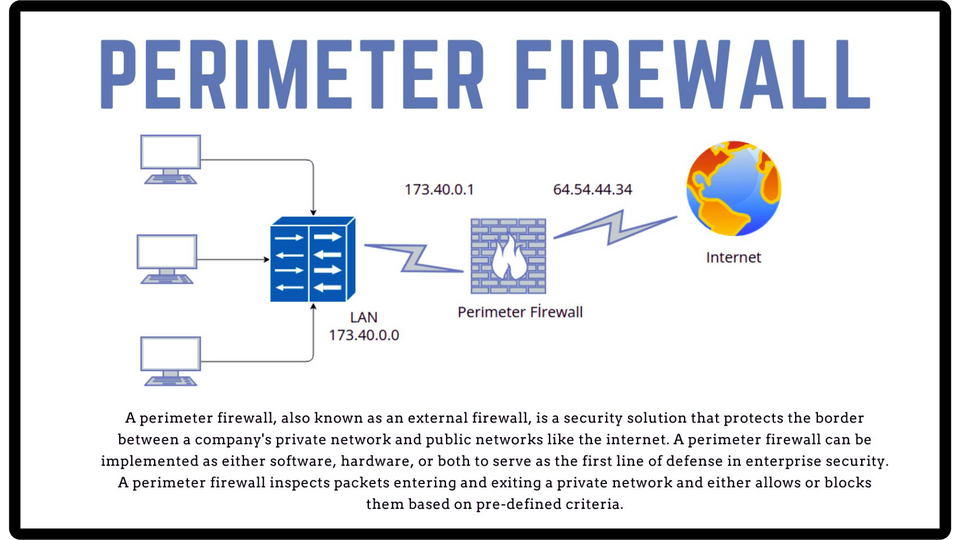 PERIMETER FIREWALL
173.40.0.1
64.54.44.34
Internet
Perimeter Fİrewall
LAN
173.40.0.0
A perimeter firewall, also known as an external firewall, is a security solution that protects the border
between a company's private network and public networks like the internet. A perimeter firewall can be
implemented as either software, hardware, or both to serve as the first line of defense in enterprise security.
A perimeter firewall inspects packets entering and exiting a private network and either allows or blocks
them based on pre-defined criteria.